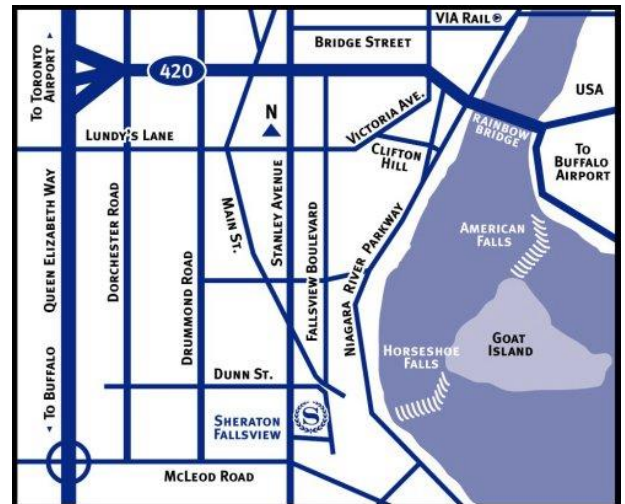 VIA RAIL
BRIDGE STREET
TO TORONTO
AIRPORT
420
USA
N
VICTORIA AVE.
RAINBOW
BRIDGE
LUNDY'S LANE
CLIFTON
HILL
TO
BUFFALO
AIRPORT
QUEEN ELIZABETH WAY
DORCHESTER ROAD
DRUMMOND ROAD
MAIN ST.
STANLEY AVENUE
FALLSVIEW BOULEVARD
NIAGARA RIVER PARKWAY
AMERICAN
FALLS
GOAT
ISLAND
HORSESHOE
FALLS
TO BUFFALO
DUNN ST.
SHERATON
FALLSVIEW
S
MCLEOD ROAD